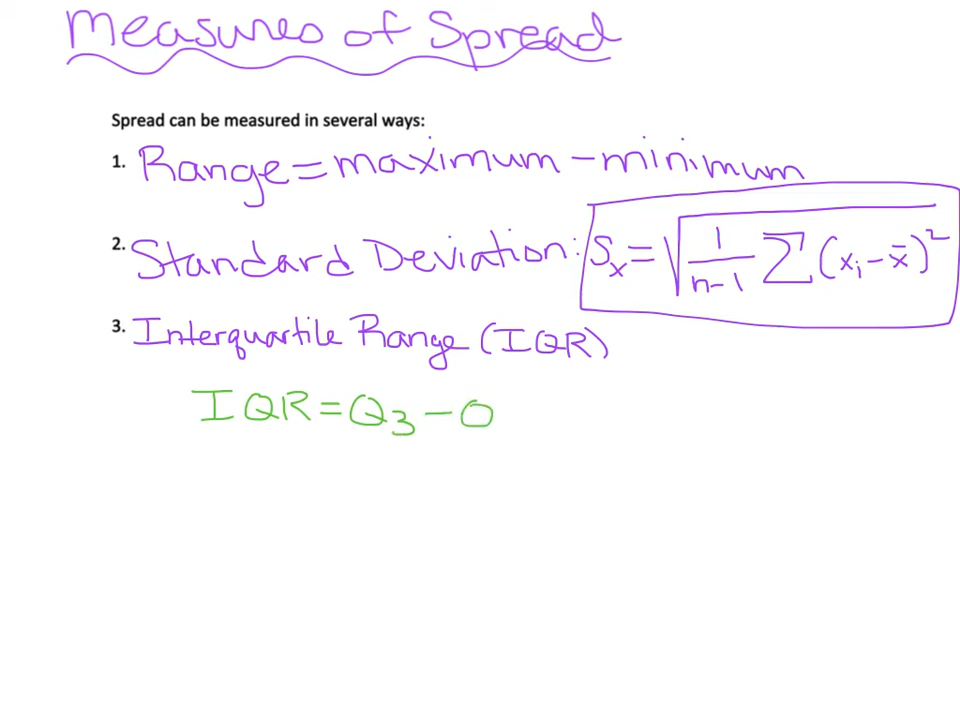 Measures of Spread
Spread can be measured in several ways:
1. Range = maximum - minimum
2. Standard Deviation: Sx = √(1/(n-1) ∑ (xi - x̄)²)
3. Interquartile Range (IQR)
IQR = Q3 - O